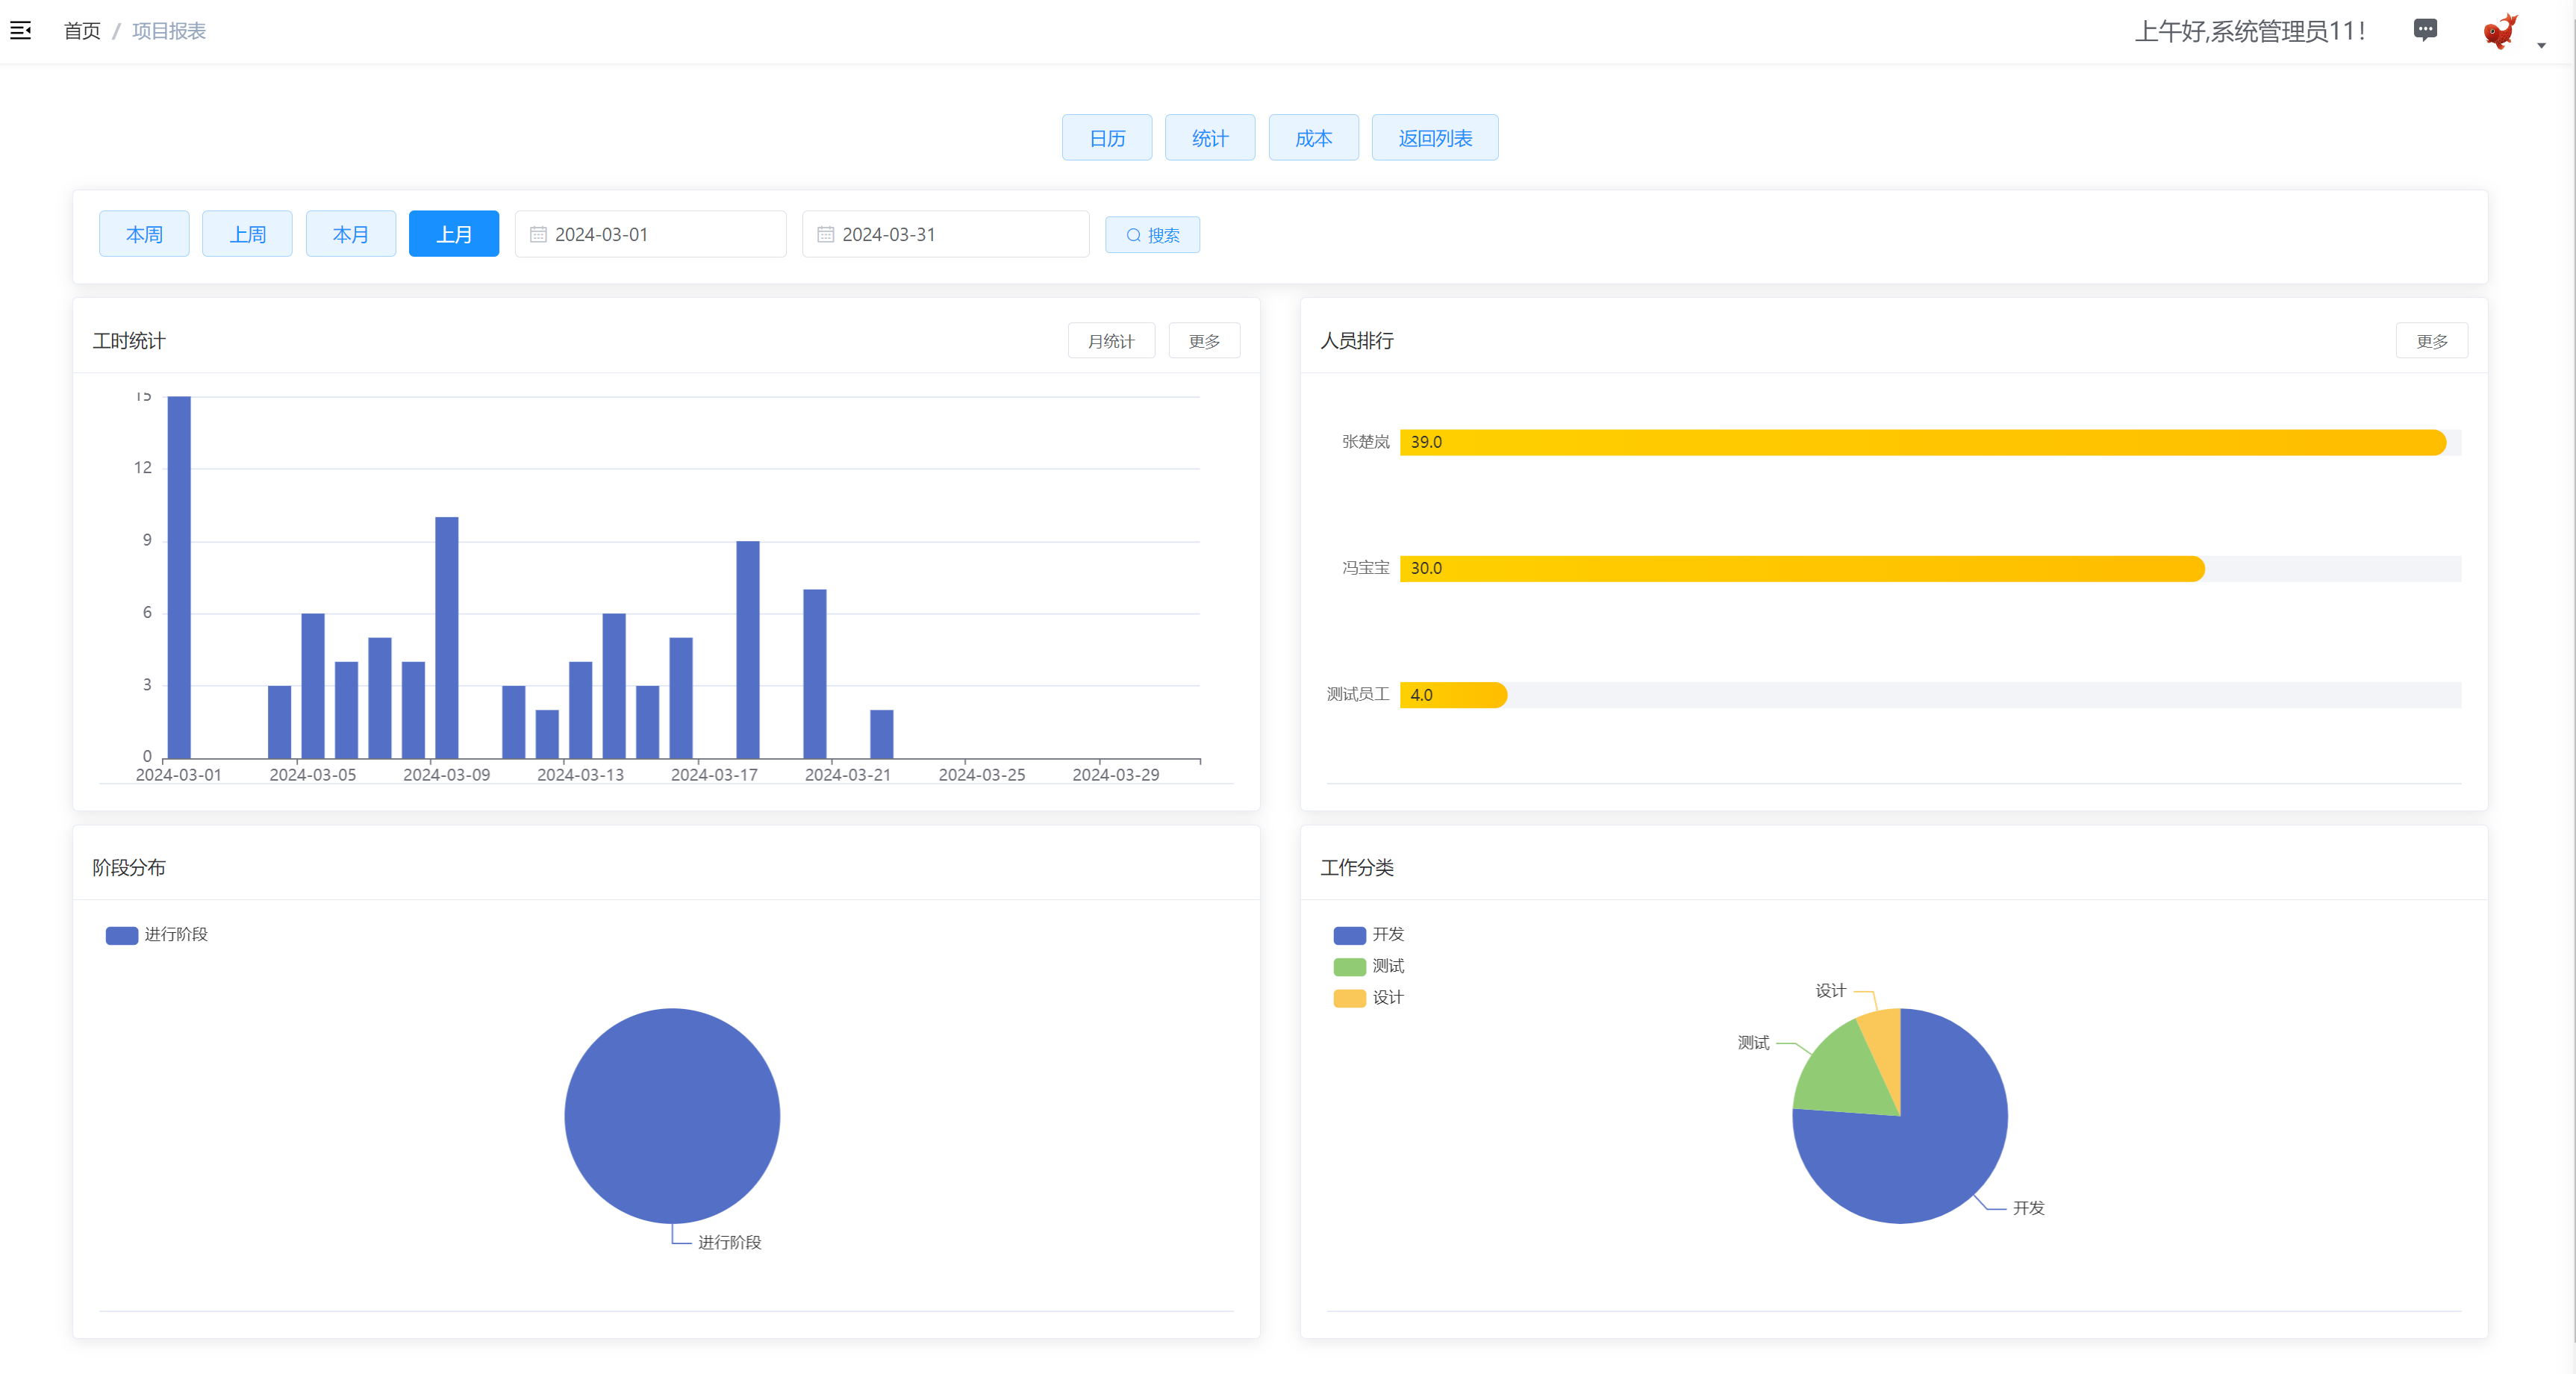 首页 / 项目报表
上午好,系统管理员11!
日历 统计 成本 返回列表
本周 上周 本月 上月 2024-03-01 2024-03-31 搜索
工时统计 月统计 更多
15
12
9
6
3
0
2024-03-01 2024-03-05 2024-03-09 2024-03-13 2024-03-17 2024-03-21 2024-03-25 2024-03-29
人员排行 更多
张楚岚 39.0
冯宝宝 30.0
测试员工 4.0
阶段分布
进行阶段
进行阶段
工作分类
开发
测试
设计
设计
测试
开发